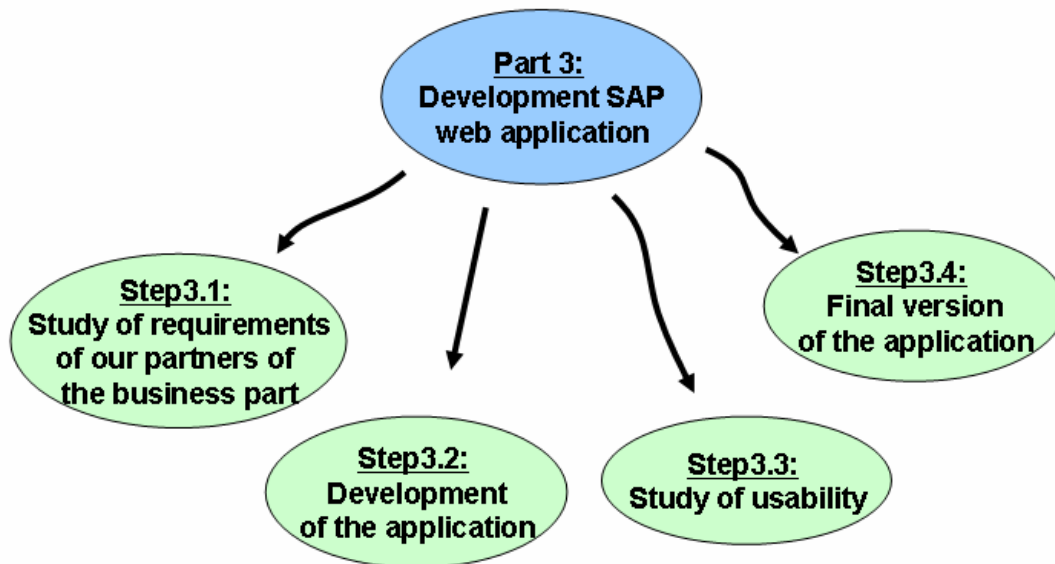 Part 3:
Development SAP
web application
Step3.1:
Study of requirements
of our partners of
the business part
Step3.2:
Development
of the application
Step3.3:
Study of usability
Step3.4:
Final version
of the application